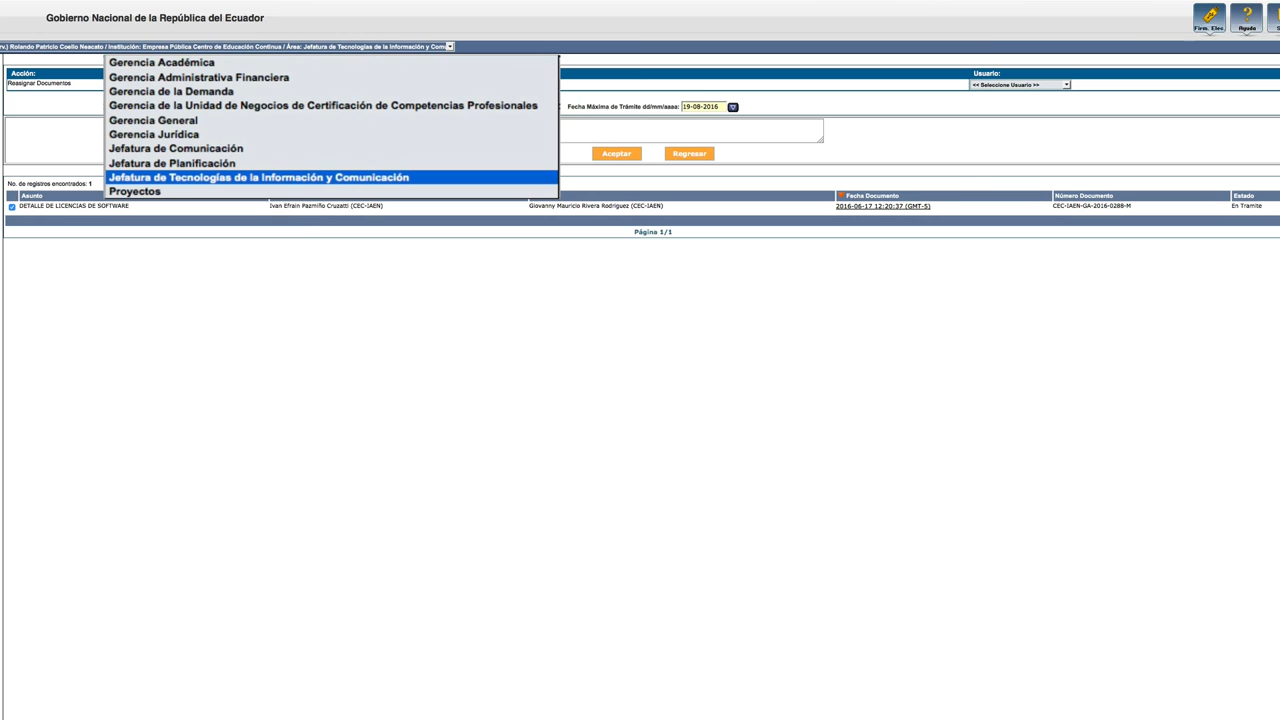 Gobierno Nacional de la República del Ecuador
Firm. Elec.
Ayuda
rv.) Rolando Patricio Coello Neacato / Institución: Empresa Pública Centro de Educación Continua / Área: Jefatura de Tecnologías de la Información y Com
Gerencia Académica
Gerencia Administrativa Financiera
Gerencia de la Demanda
Gerencia de la Unidad de Negocios de Certificación de Competencias Profesionales
Gerencia General
Gerencia Jurídica
Jefatura de Comunicación
Jefatura de Planificación
Jefatura de Tecnologías de la Información y Comunicación
Proyectos
Acción:
Usuario:
Reasignar Documentos
<< Seleccione Usuario >>
Fecha Máxima de Trámite dd/mm/aaaa: 19-08-2016
Aceptar
Regresar
No. de registros encontrados: 1
Asunto
Fecha Documento
Número Documento
Estado
DETALLE DE LICENCIAS DE SOFTWARE
Ivan Efrain Pazmiño Cruzatti (CEC-IAEN)
Giovanny Mauricio Rivera Rodriguez (CEC-IAEN)
2016-06-17 12:20:37 (GMT-5)
CEC-IAEN-GA-2016-0288-M
En Tramite
Página 1/1